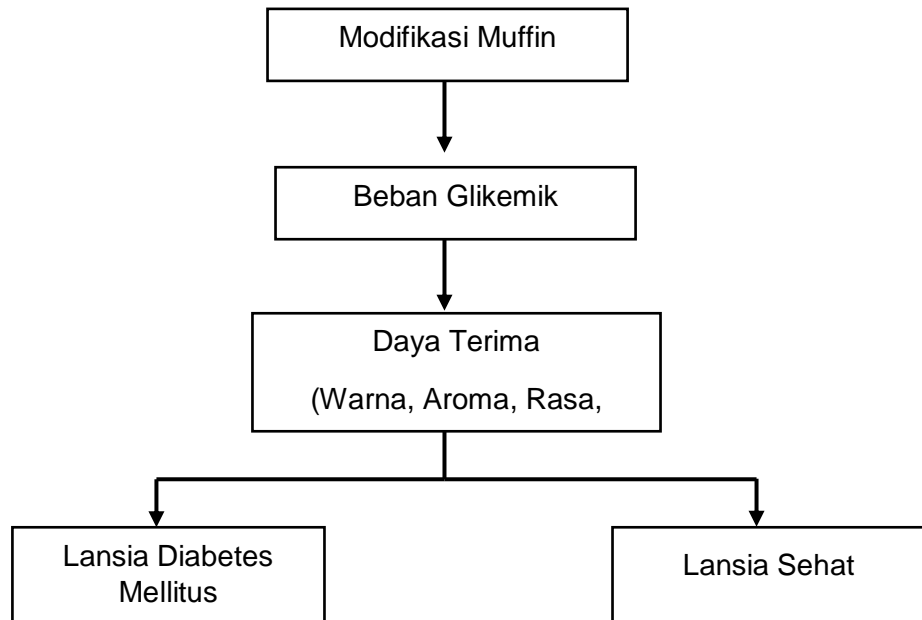 Modifikasi Muffin
Beban Glikemik
Daya Terima
(Warna, Aroma, Rasa,
Lansia Diabetes
Mellitus
Lansia Sehat